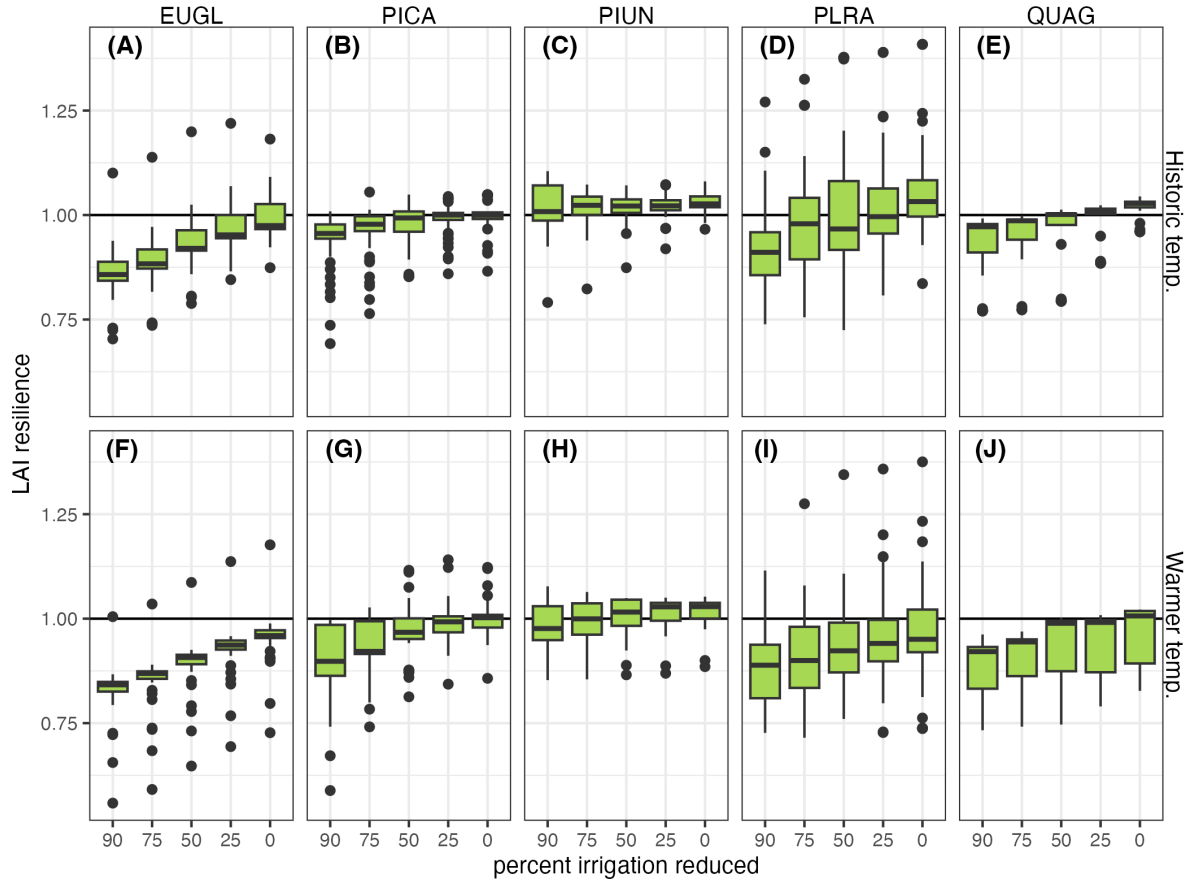 EUGL PICA PIUN PLRA QUAG
(A) (B) (C) (D) (E)
1.25
1.00
0.75
Historic temp.
LAI resilience
(F) (G) (H) (I) (J)
1.25
1.00
0.75
Warmer temp.
90 75 50 25 0 90 75 50 25 0 90 75 50 25 0 90 75 50 25 0 90 75 50 25 0
percent irrigation reduced